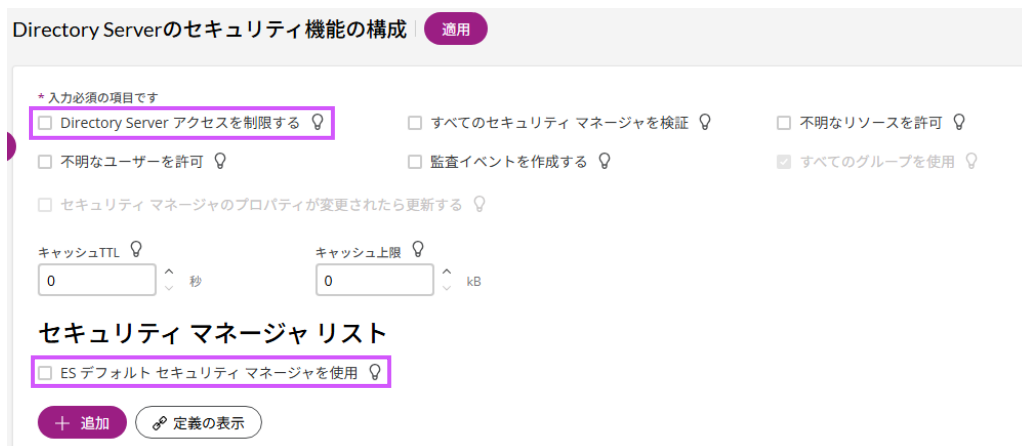 Directory Serverのセキュリティ機能の構成 適用
* 入力必須の項目です
Directory Server アクセスを制限する すべてのセキュリティ マネージャを検証 不明なリソースを許可
不明なユーザーを許可 監査イベントを作成する すべてのグループを使用
セキュリティ マネージャのプロパティが変更されたら更新する
キャッシュTTL キャッシュ上限
0 秒 0 kB
セキュリティ マネージャ リスト
ES デフォルト セキュリティ マネージャを使用
+ 追加 定義の表示